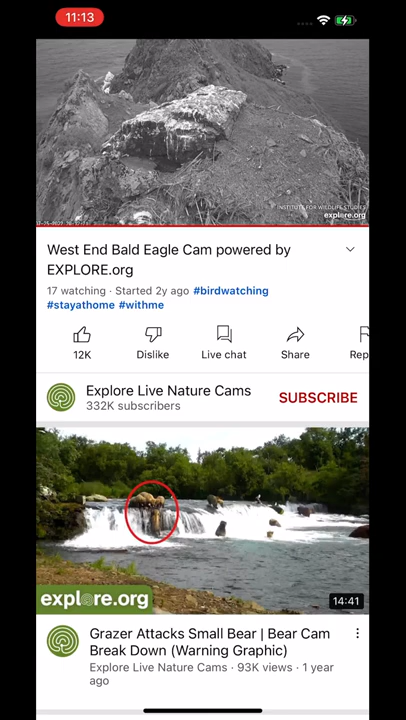 11:13
INSTITUTE FOR WILDLIFE STUDIES
explore.org
West End Bald Eagle Cam powered by
EXPLORE.org
17 watching · Started 2y ago #birdwatching
#stayathome #withme
12K
Dislike
Live chat
Share
Rep
Explore Live Nature Cams
332K subscribers
SUBSCRIBE
explore.org
14:41
Grazer Attacks Small Bear | Bear Cam
Break Down (Warning Graphic)
Explore Live Nature Cams · 93K views · 1 year
ago